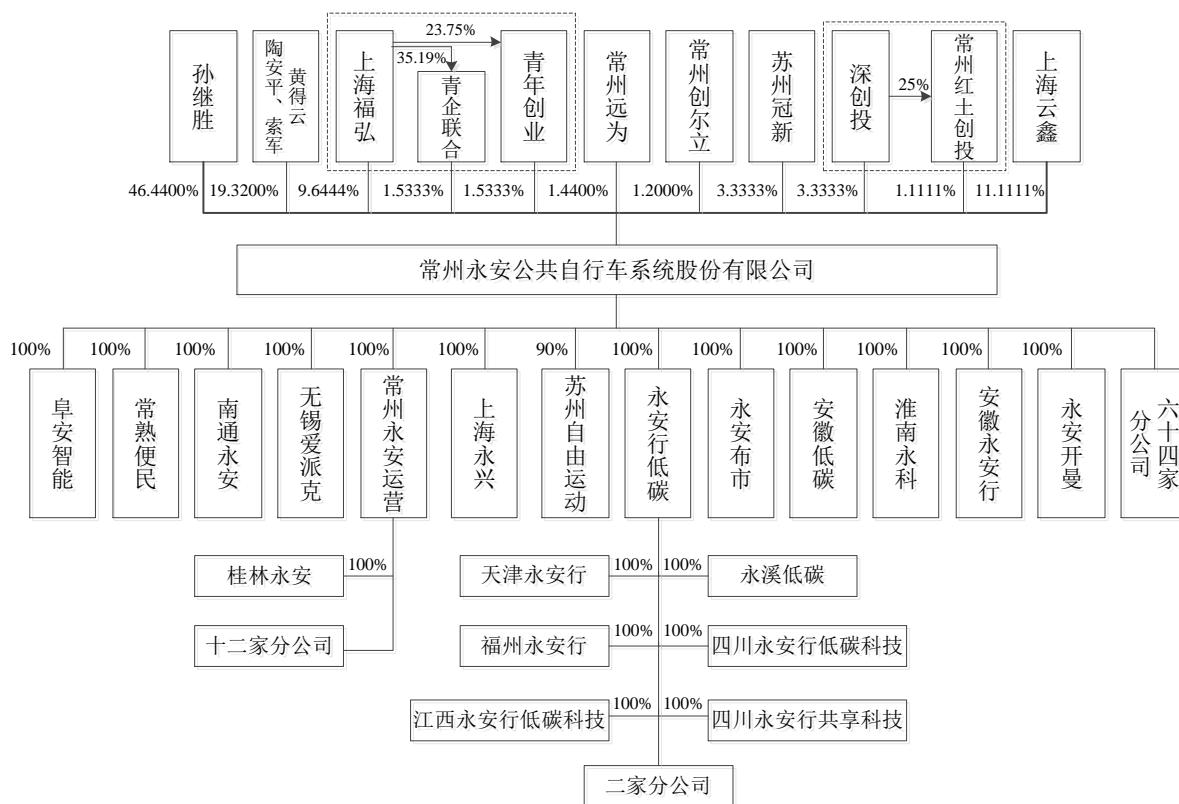 23.75%
35.19%
25%
孙继胜
陶安平、索军
黄得云
上海福弘
青企联合
青年创业
常州远为
常州创尔立
苏州冠新
深创投
常州红土创投
上海云鑫
46.4400%
19.3200%
9.6444%
1.5333%
1.5333%
1.4400%
1.2000%
3.3333%
3.3333%
1.1111%
11.1111%
常州永安公共自行车系统股份有限公司
100%
100%
100%
100%
100%
100%
90%
100%
100%
100%
100%
100%
100%
阜安智能
常熟便民
南通永安
无锡爱派克
常州永安运营
上海永兴
苏州自由运动
永安行低碳
永安布市
安徽低碳
淮南永科
安徽永安行
永安开曼
六十四家
分公司
桂林永安
100%
天津永安行
100%
100%
永溪低碳
十二家分公司
福州永安行
100%
100%
四川永安行低碳科技
江西永安行低碳科技
100%
100%
四川永安行共享科技
二家分公司